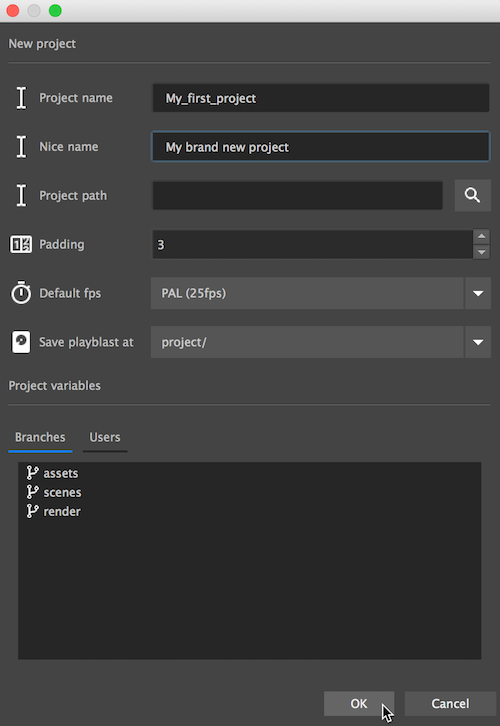 New project
Project name
My_first_project
Nice name
My brand new project
Project path
Padding
3
Default fps
PAL (25fps)
Save playblast at
project/
Project variables
Branches Users
assets
scenes
render
OK Cancel